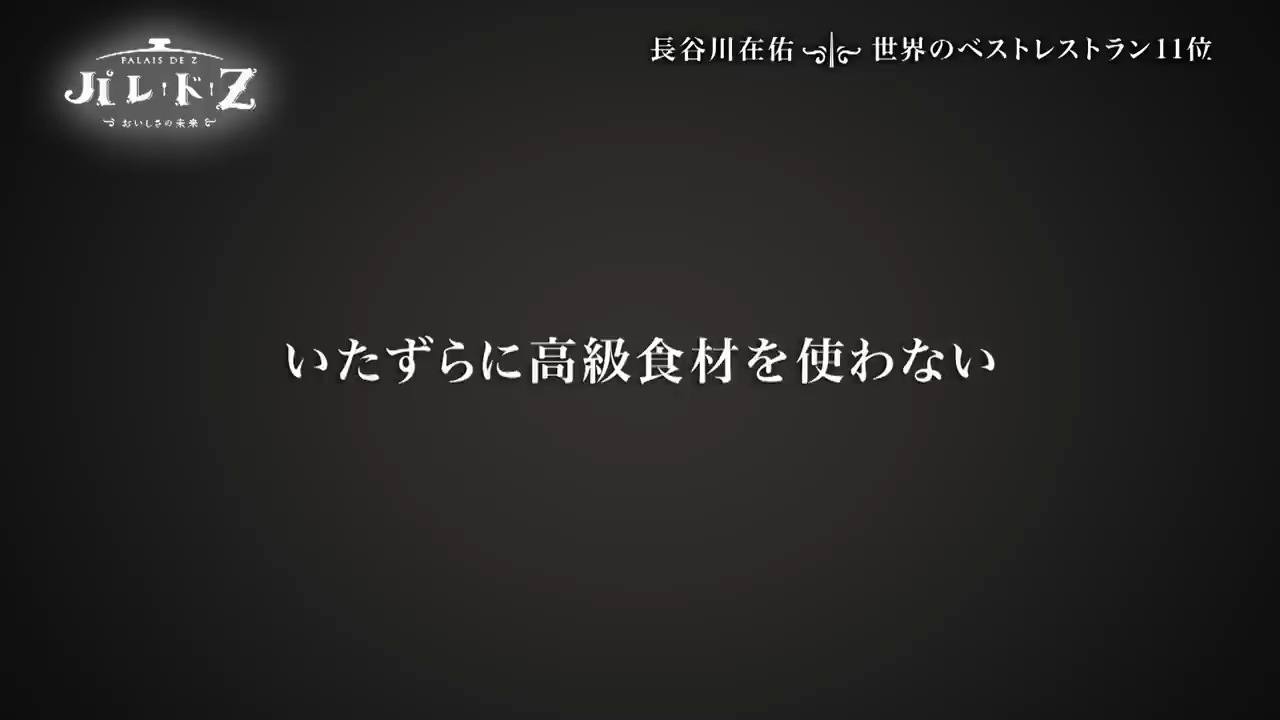 PALAIS DE Z
パレ・ド・Z
おいしさの未来
長谷川在佑 世界のベストレストラン11位
いたずらに高級食材を使わない